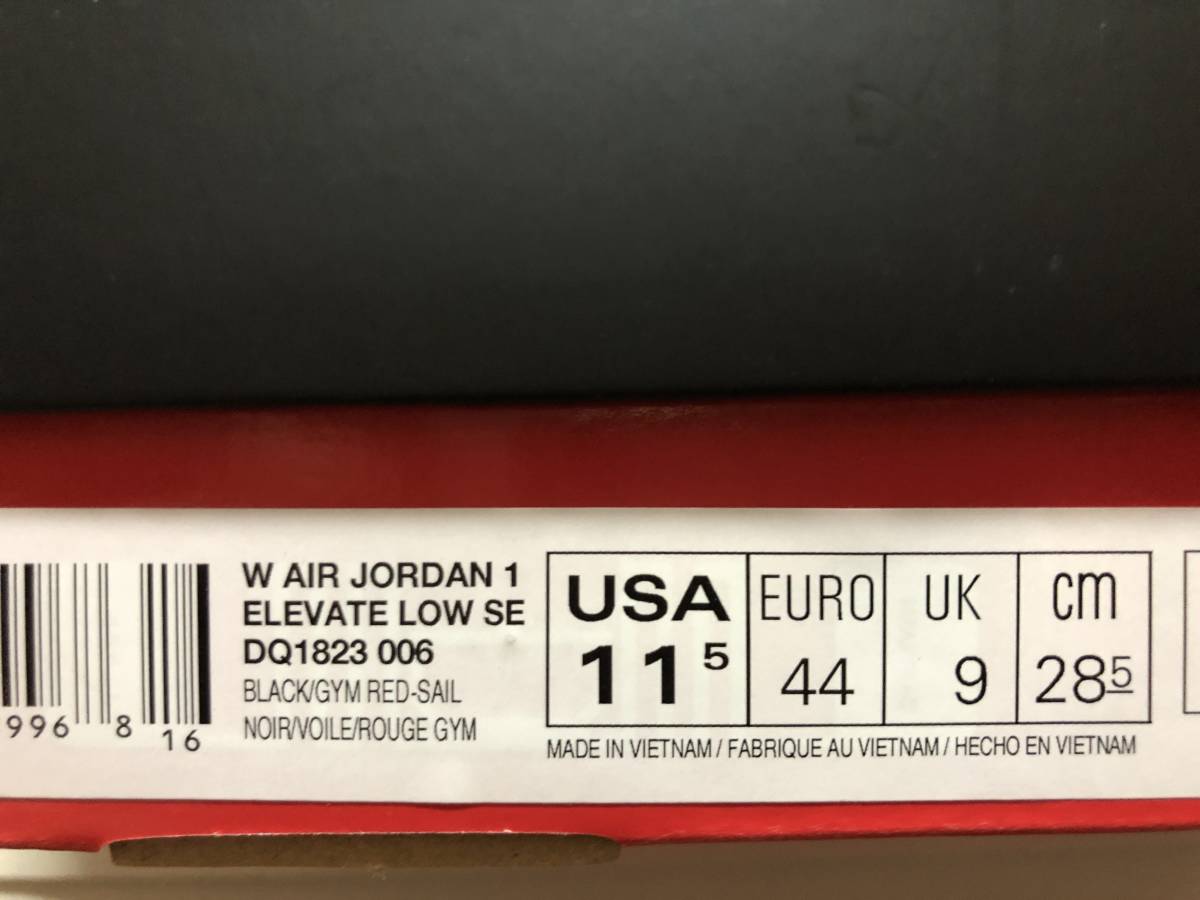 996 8 16
W AIR JORDAN 1
ELEVATE LOW SE
DQ1823 006
BLACK/GYM RED-SAIL
NOIR/VOILE/ROUGE GYM
USA EURO UK cm
11 5 44 9 28 5
MADE IN VIETNAM / FABRIQUE AU VIETNAM / HECHO EN VIETNAM